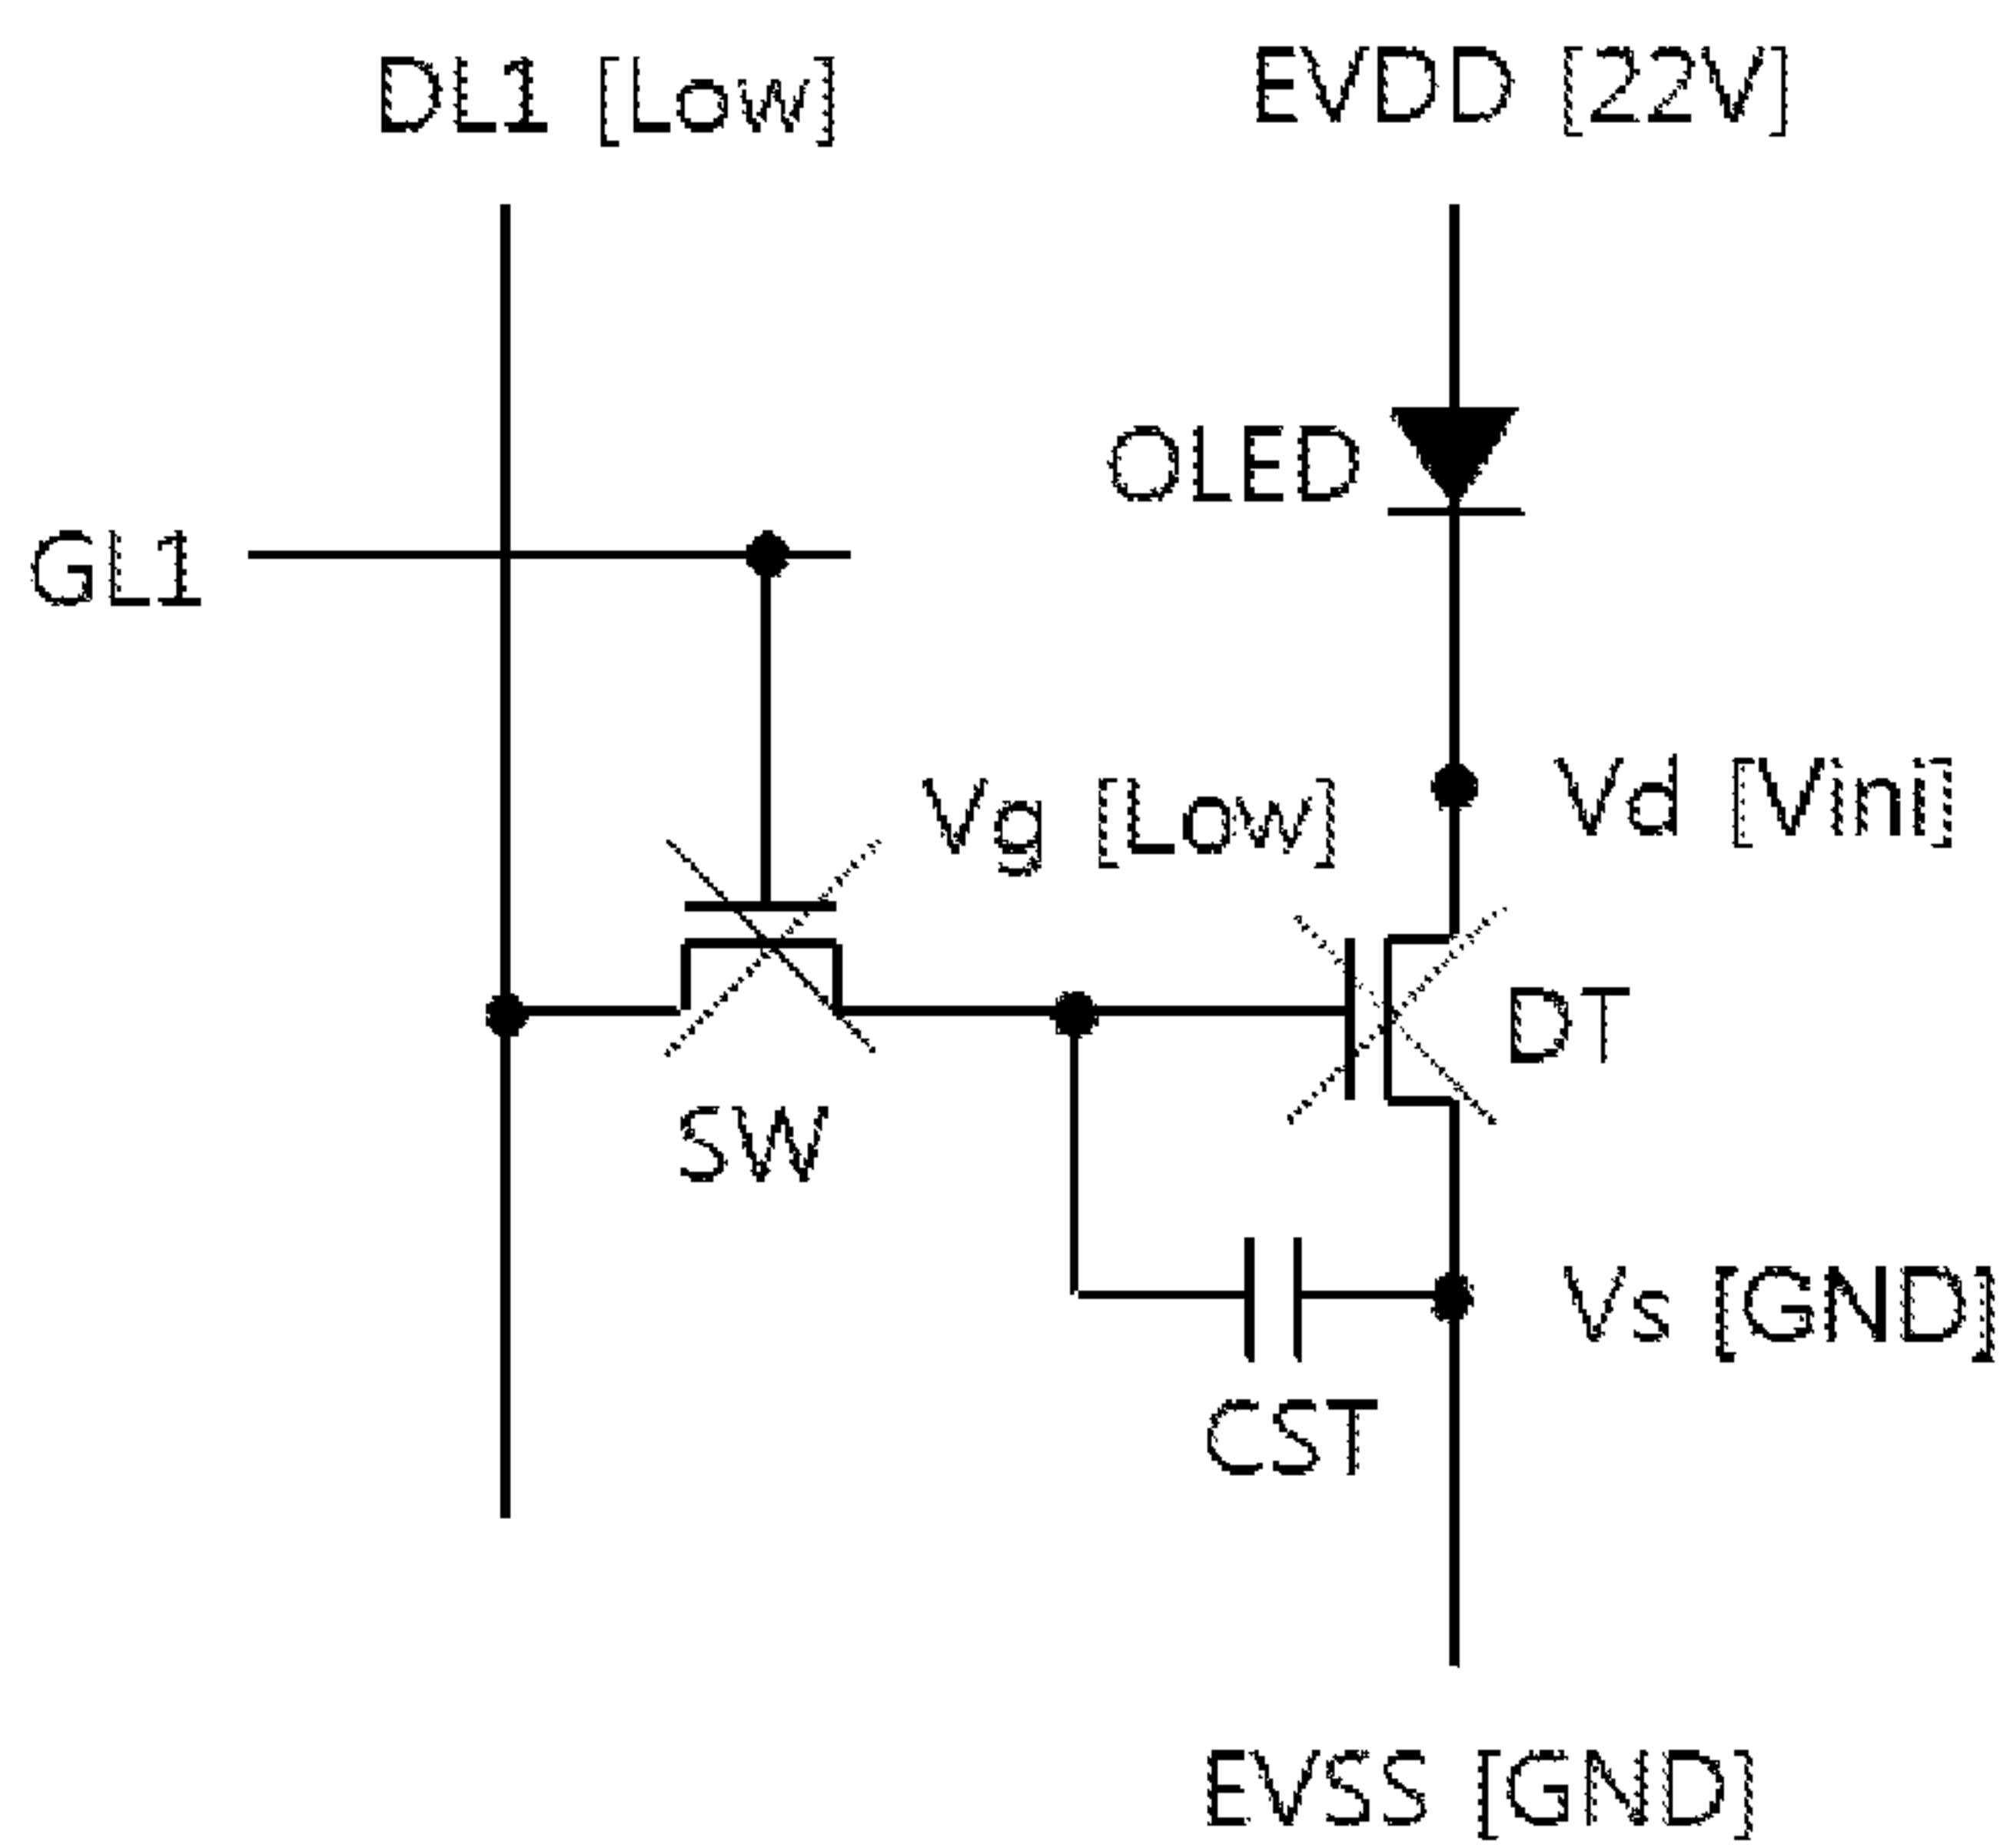 DL1 [Low]
EVDD [22V]
OLED
GL1
Vg [Low]
Vd [Vini]
DT
SW
Vs [GND]
CST
EVSS [GND]